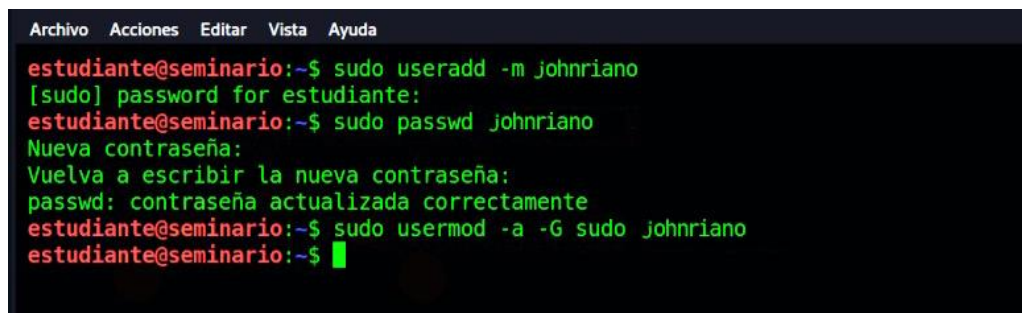 Archivo Acciones Editar Vista Ayuda
estudiante@seminario:~$ sudo useradd -m johnriano
[sudo] password for estudiante:
estudiante@seminario:~$ sudo passwd johnriano
Nueva contraseña:
Vuelva a escribir la nueva contraseña:
passwd: contraseña actualizada correctamente
estudiante@seminario:~$ sudo usermod -a -G sudo johnriano
estudiante@seminario:~$